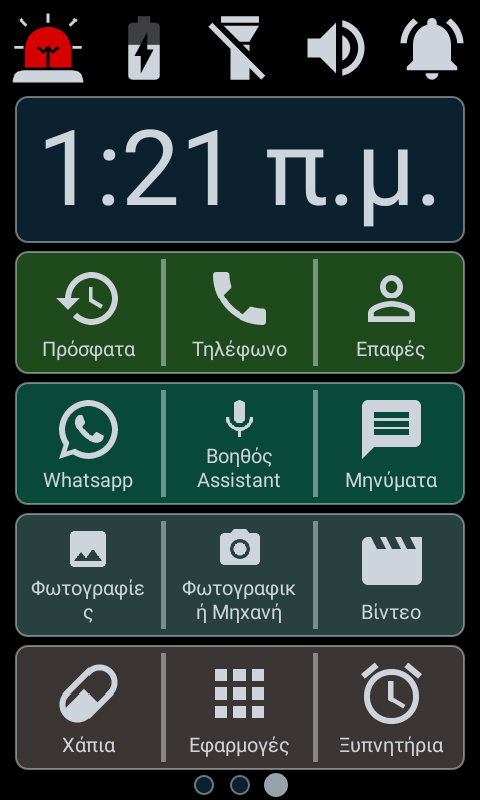 1:21 π.μ.
Πρόσφατα
Τηλέφωνο
Επαφές
Whatsapp
Βοηθός
Assistant
Μηνύματα
Φωτογραφίε
ς
Φωτογραφικ
ή Μηχανή
Βίντεο
Χάπια
Εφαρμογές
Ξυπνητήρια